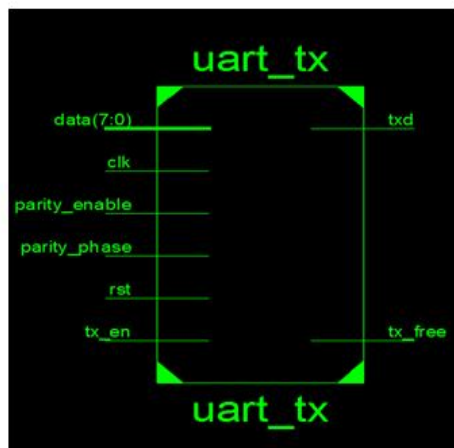 uart_tx
data(7:0)
txd
clk
parity_enable
parity_phase
rst
tx_en
tx_free
uart_tx